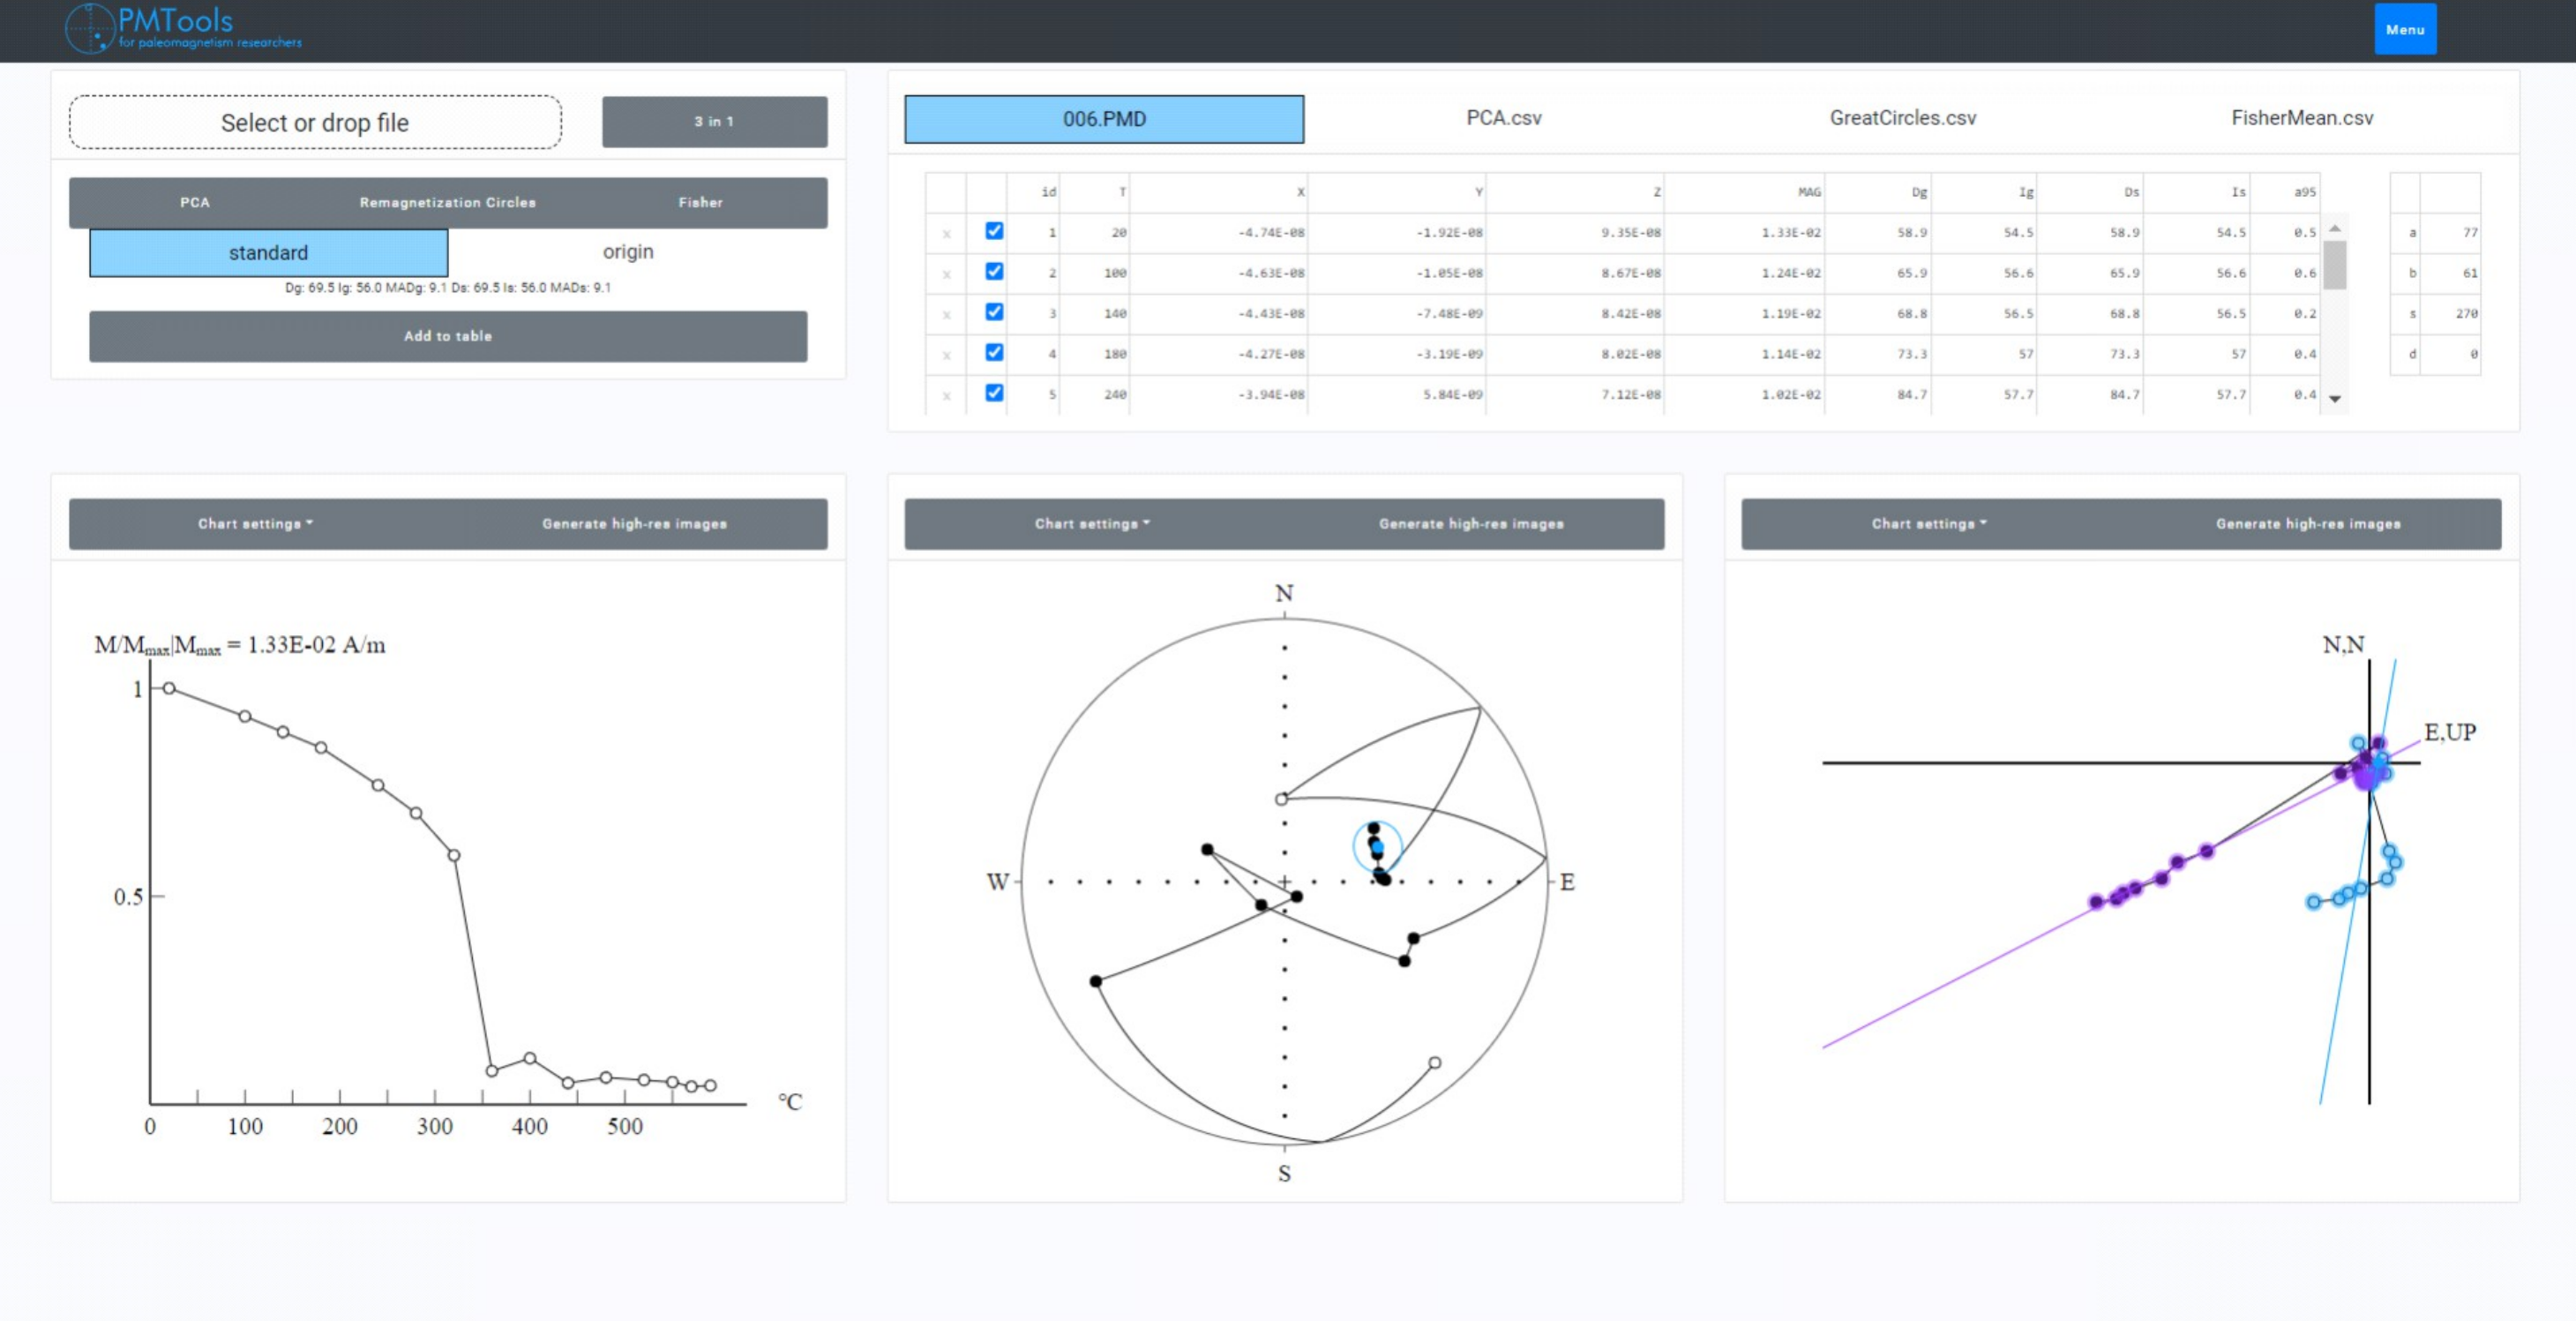 PMTools
for paleomagnetism researchers
Menu
Select or drop file
3 in 1
PCA Remagnetization Circles Fisher
standard origin
Dg: 69.5 Ig: 56.0 MADg: 9.1 Ds: 69.5 Is: 56.0 MADs: 9.1
Add to table
006.PMD PCA.csv GreatCircles.csv FisherMean.csv
id T X Y Z MAG Dg Ig Ds Is a95
x 1 20 -4.74E-08 -1.92E-08 9.35E-08 1.33E-02 58.9 54.5 58.9 54.5 0.5
x 2 100 -4.63E-08 -1.05E-08 8.67E-08 1.24E-02 65.9 56.6 65.9 56.6 0.6
x 3 140 -4.43E-08 -7.48E-09 8.42E-08 1.19E-02 68.8 56.5 68.8 56.5 0.2
x 4 180 -4.27E-08 -3.19E-09 8.02E-08 1.14E-02 73.3 57 73.3 57 0.4
x 5 240 -3.94E-08 5.84E-09 7.12E-08 1.02E-02 84.7 57.7 84.7 57.7 0.4
a 77
b 61
s 270
d 0
Chart settings Generate high-res images
M/Mmax|Mmax = 1.33E-02 A/m
1
0.5
°C
0 100 200 300 400 500
Chart settings Generate high-res images
N
W E
S
Chart settings Generate high-res images
N,N
E,UP